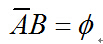 A̅B = ϕ